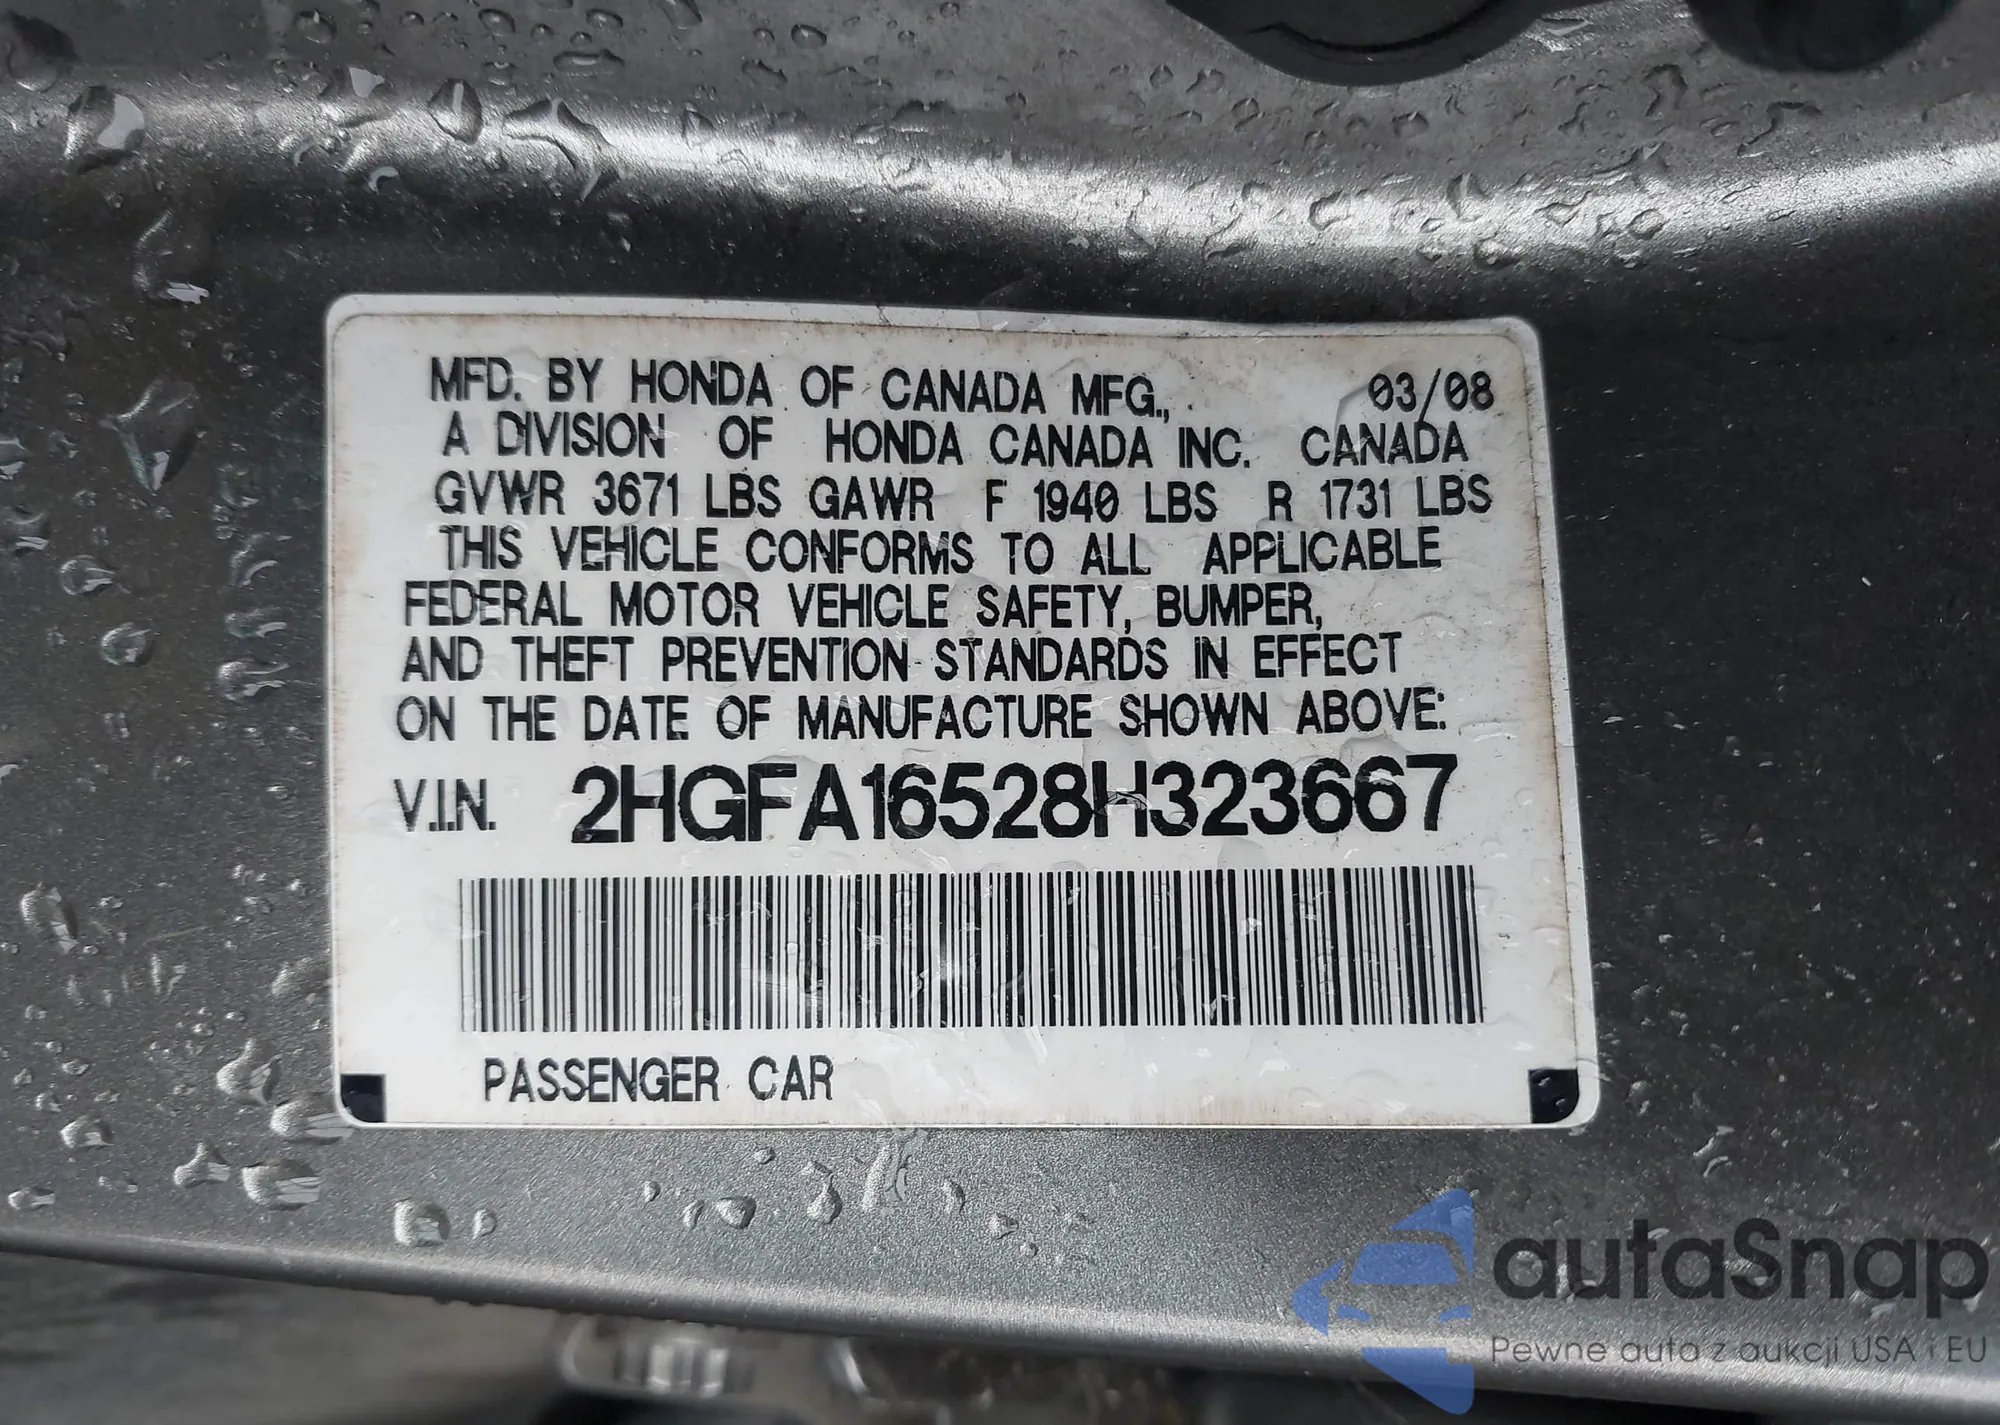 MFD. BY HONDA OF CANADA MFG., 03/08
A DIVISION OF HONDA CANADA INC. CANADA
GVWR 3671 LBS GAWR F 1940 LBS R 1731 LBS
THIS VEHICLE CONFORMS TO ALL APPLICABLE
FEDERAL MOTOR VEHICLE SAFETY, BUMPER,
AND THEFT PREVENTION STANDARDS IN EFFECT
ON THE DATE OF MANUFACTURE SHOWN ABOVE:
V.I.N. 2HGFA16528H323667
PASSENGER CAR
autaSnap
Pewne auta z aukcji USA i EU